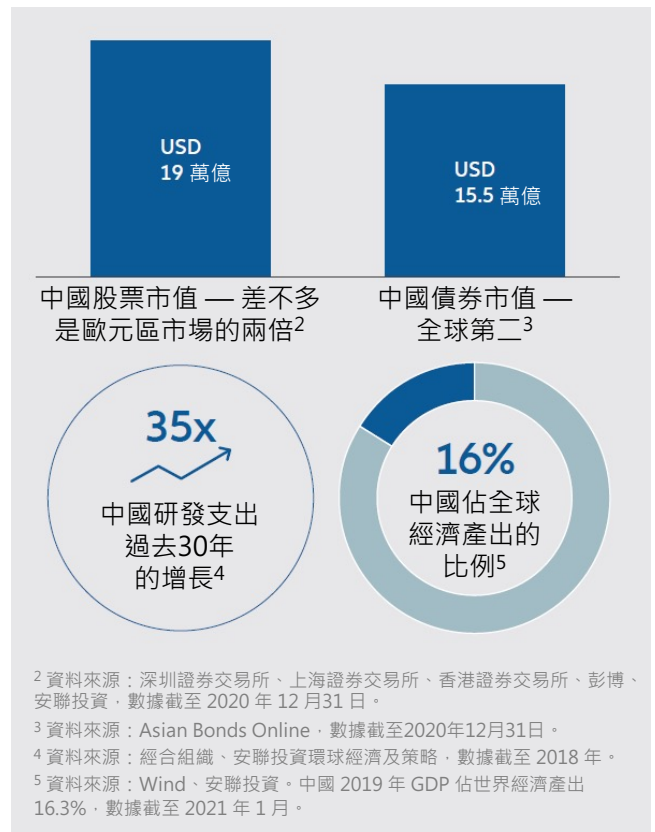 USD
19 萬億
USD
15.5 萬億
中國股票市值 — 差不多
是歐元區市場的兩倍²
中國債券市值 —
全球第二³
35x
中國研發支出
過去30年
的增長⁴
16%
中國佔全球
經濟產出的
比例⁵
² 資料來源：深圳證券交易所、上海證券交易所、香港證券交易所、彭博、
安聯投資，數據截至 2020 年 12 月31 日。
³ 資料來源：Asian Bonds Online，數據截至2020年12月31日。
⁴ 資料來源：經合組織、安聯投資環球經濟及策略，數據截至 2018 年。
⁵ 資料來源：Wind、安聯投資。中國 2019 年 GDP 佔世界經濟產出
16.3%，數據截至 2021 年 1 月。